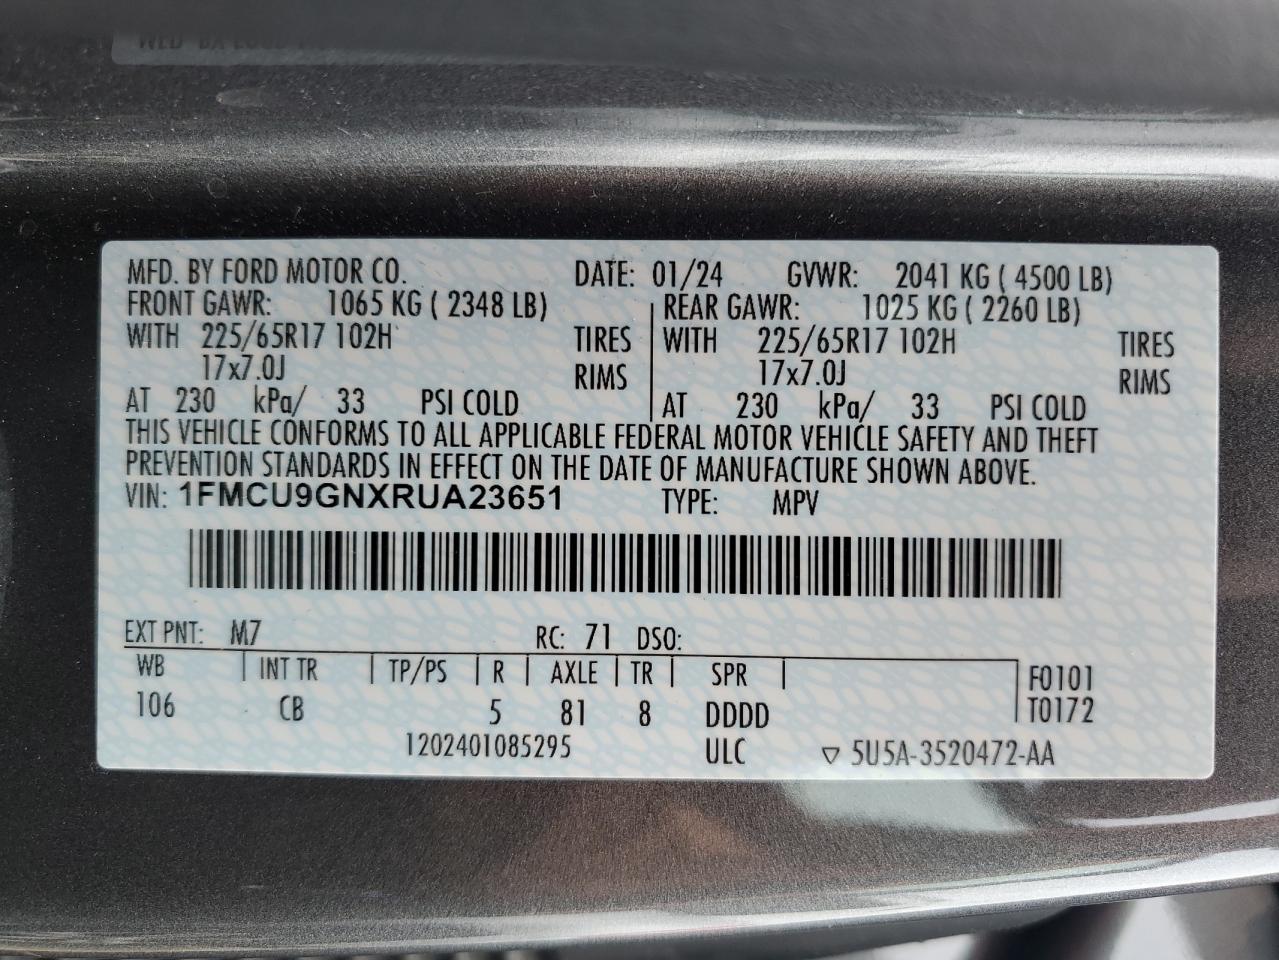 MFD. BY FORD MOTOR CO. DATE: 01/24 GVWR: 2041 KG ( 4500 LB)
FRONT GAWR: 1065 KG ( 2348 LB) REAR GAWR: 1025 KG ( 2260 LB)
WITH 225/65R17 102H TIRES WITH 225/65R17 102H TIRES
17x7.0J RIMS 17x7.0J RIMS
AT 230 kPa/ 33 PSI COLD AT 230 kPa/ 33 PSI COLD
THIS VEHICLE CONFORMS TO ALL APPLICABLE FEDERAL MOTOR VEHICLE SAFETY AND THEFT
PREVENTION STANDARDS IN EFFECT ON THE DATE OF MANUFACTURE SHOWN ABOVE.
VIN: 1FMCU9GNXRUA23651 TYPE: MPV
EXT PNT: M7 RC: 71 DSO:
WB INT TR TP/PS R AXLE TR SPR F0101
106 CB 5 81 8 DDDD T0172
1202401085295 ULC ▽ 5U5A-3520472-AA